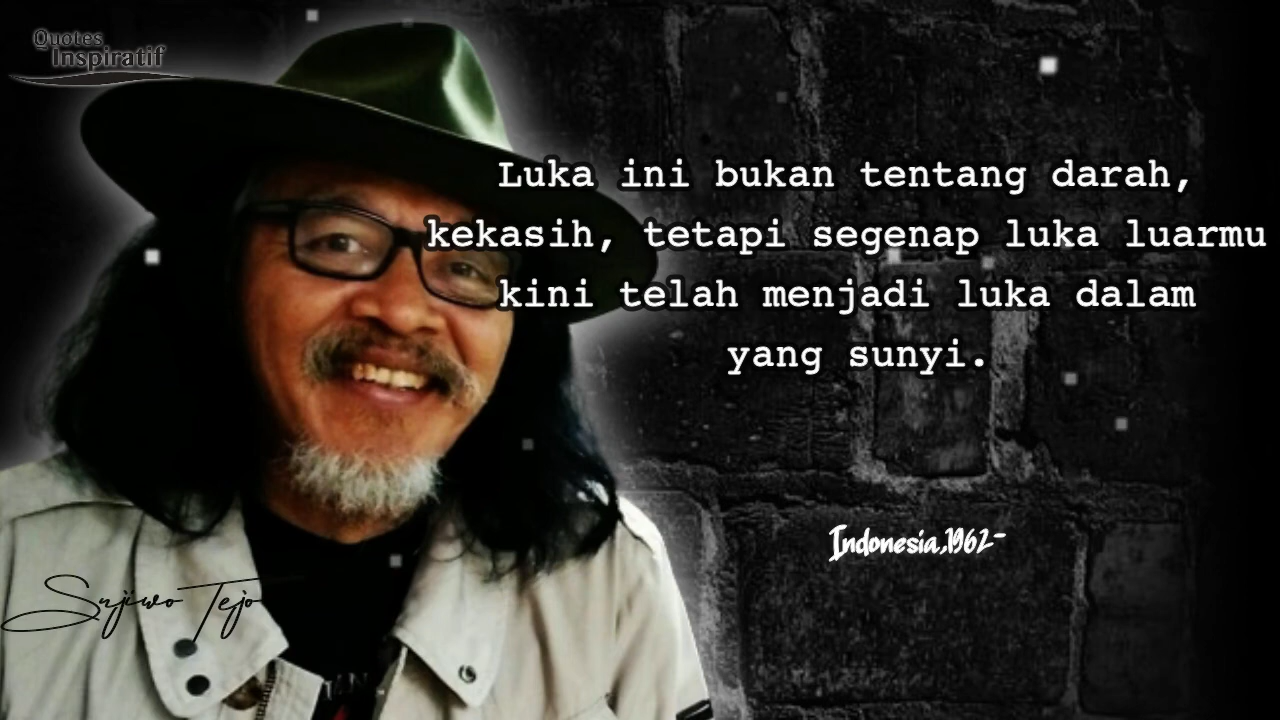 Quotes
Inspiratif
Luka ini bukan tentang darah,
kekasih, tetapi segenap luka luarmu
kini telah menjadi luka dalam
yang sunyi.
Indonesia,1962-
Sujiwo Tejo